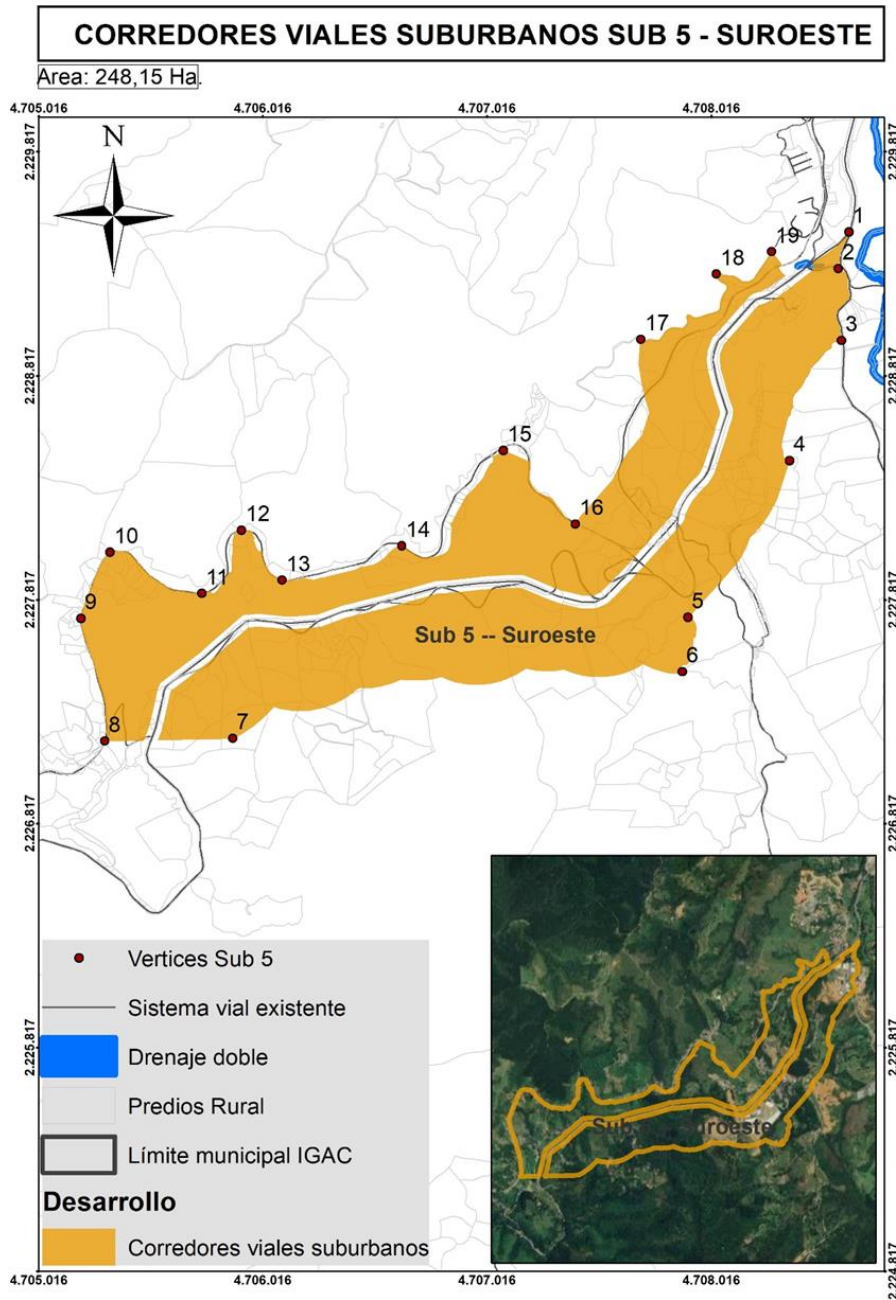 CORREDORES VIALES SUBURBANOS SUB 5 - SUROESTE
Area: 248,15 Ha.
4.705.016 4.706.016 4.707.016 4.708.016
2.229.817
2.229.817
N
1
19
2
18
3
17
2.228.817
2.228.817
4
15
16
12
14
10
13
11
2.227.817
2.227.817
9
5
Sub 5 -- Suroeste
6
8
7
2.226.817
2.226.817
Vertices Sub 5
Sistema vial existente
Drenaje doble
Predios Rural
Límite municipal IGAC
Desarrollo
Corredores viales suburbanos
2.225.817
2.225.817
2.224.817
4.705.016 4.706.016 4.707.016 4.708.016